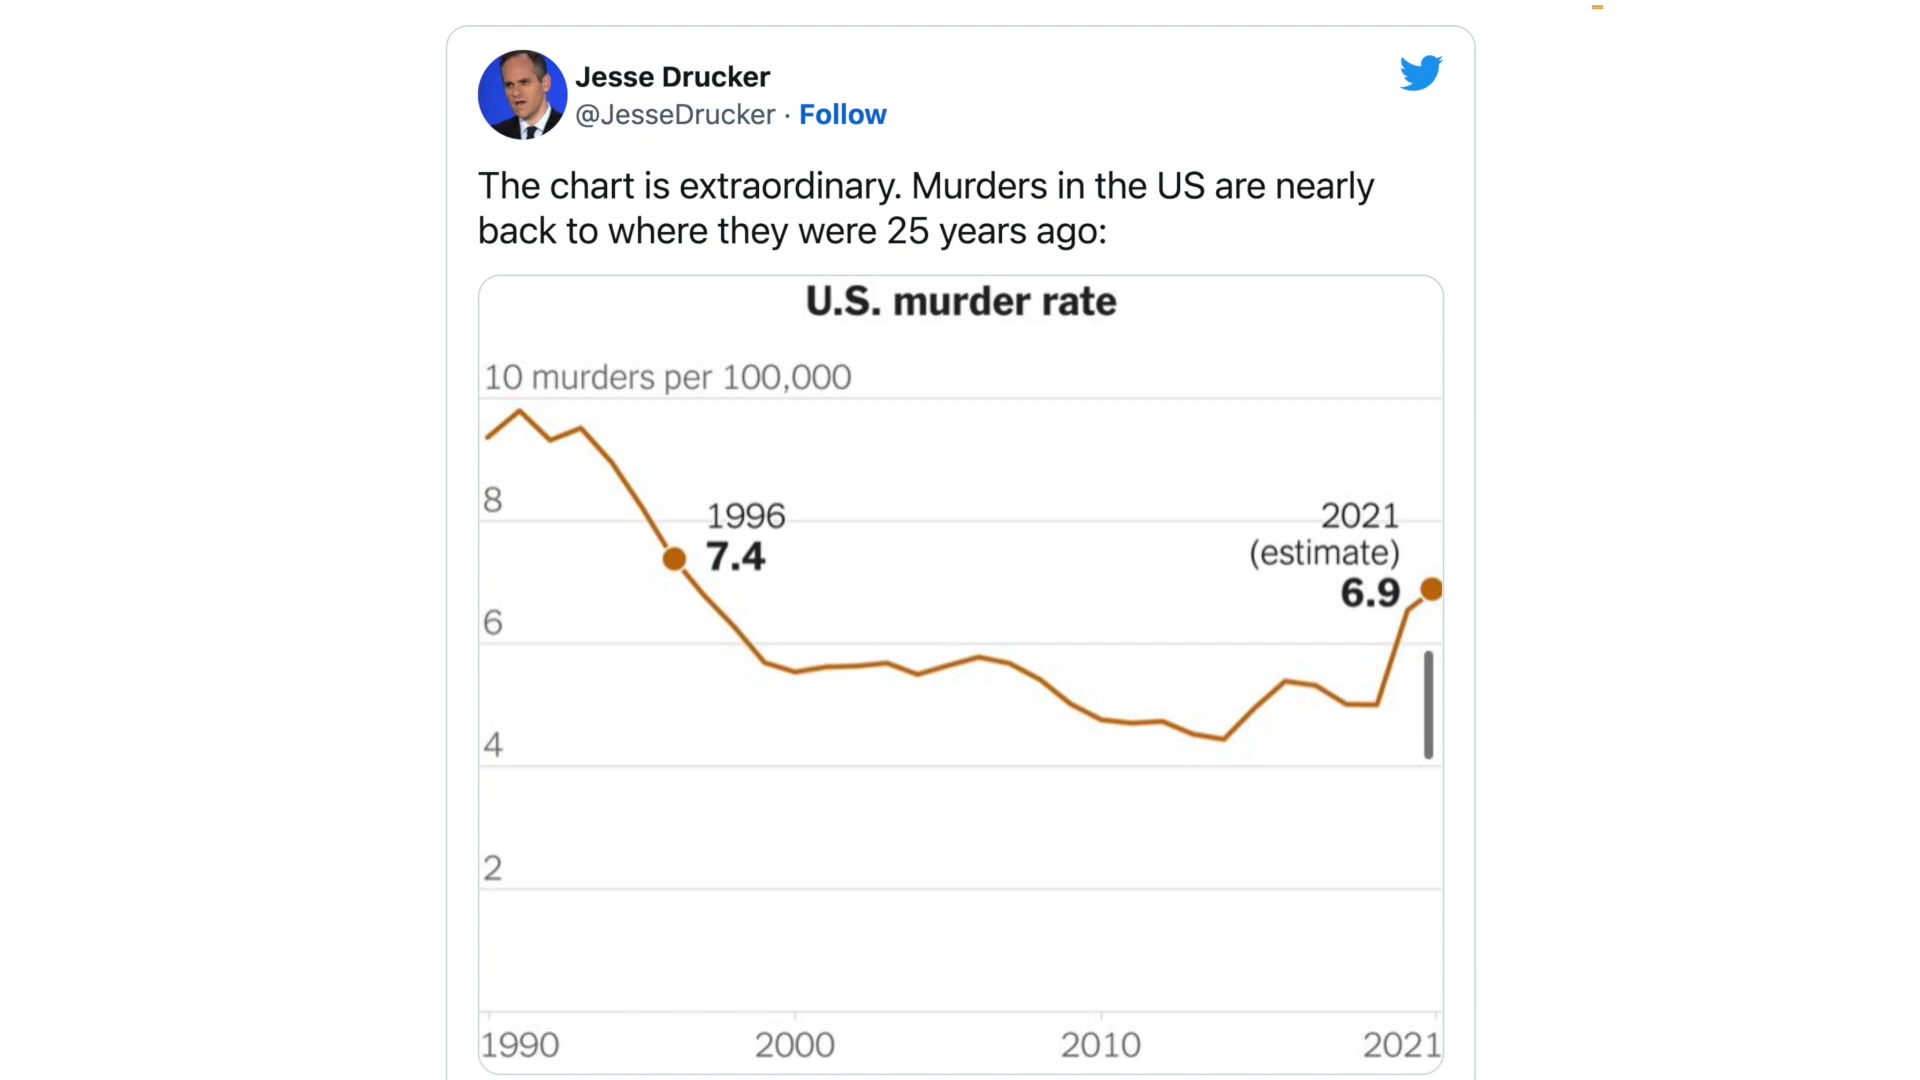 Jesse Drucker
@JesseDrucker · Follow
The chart is extraordinary. Murders in the US are nearly
back to where they were 25 years ago:
U.S. murder rate
10 murders per 100,000
8
1996
7.4
2021
(estimate)
6.9
6
4
2
1990
2000
2010
2021